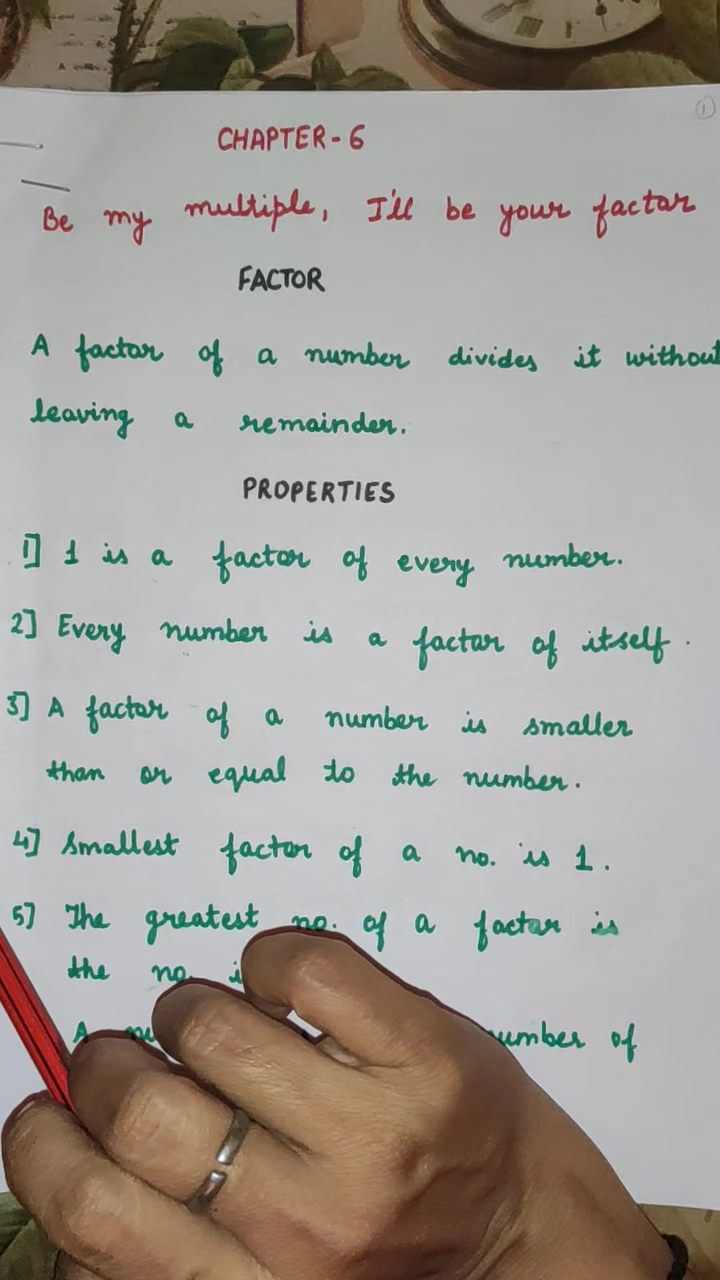 1
CHAPTER-6
Be my multiple, I'll be your factor
FACTOR
A factor of a number divides it without
leaving a remainder.
PROPERTIES
1] 1 is a factor of every number.
2] Every number is a factor of itself.
3] A factor of a number is smaller
than or equal to the number.
4] Smallest factor of a no. is 1.
5] The greatest no. of a factor is
the no.
A number of